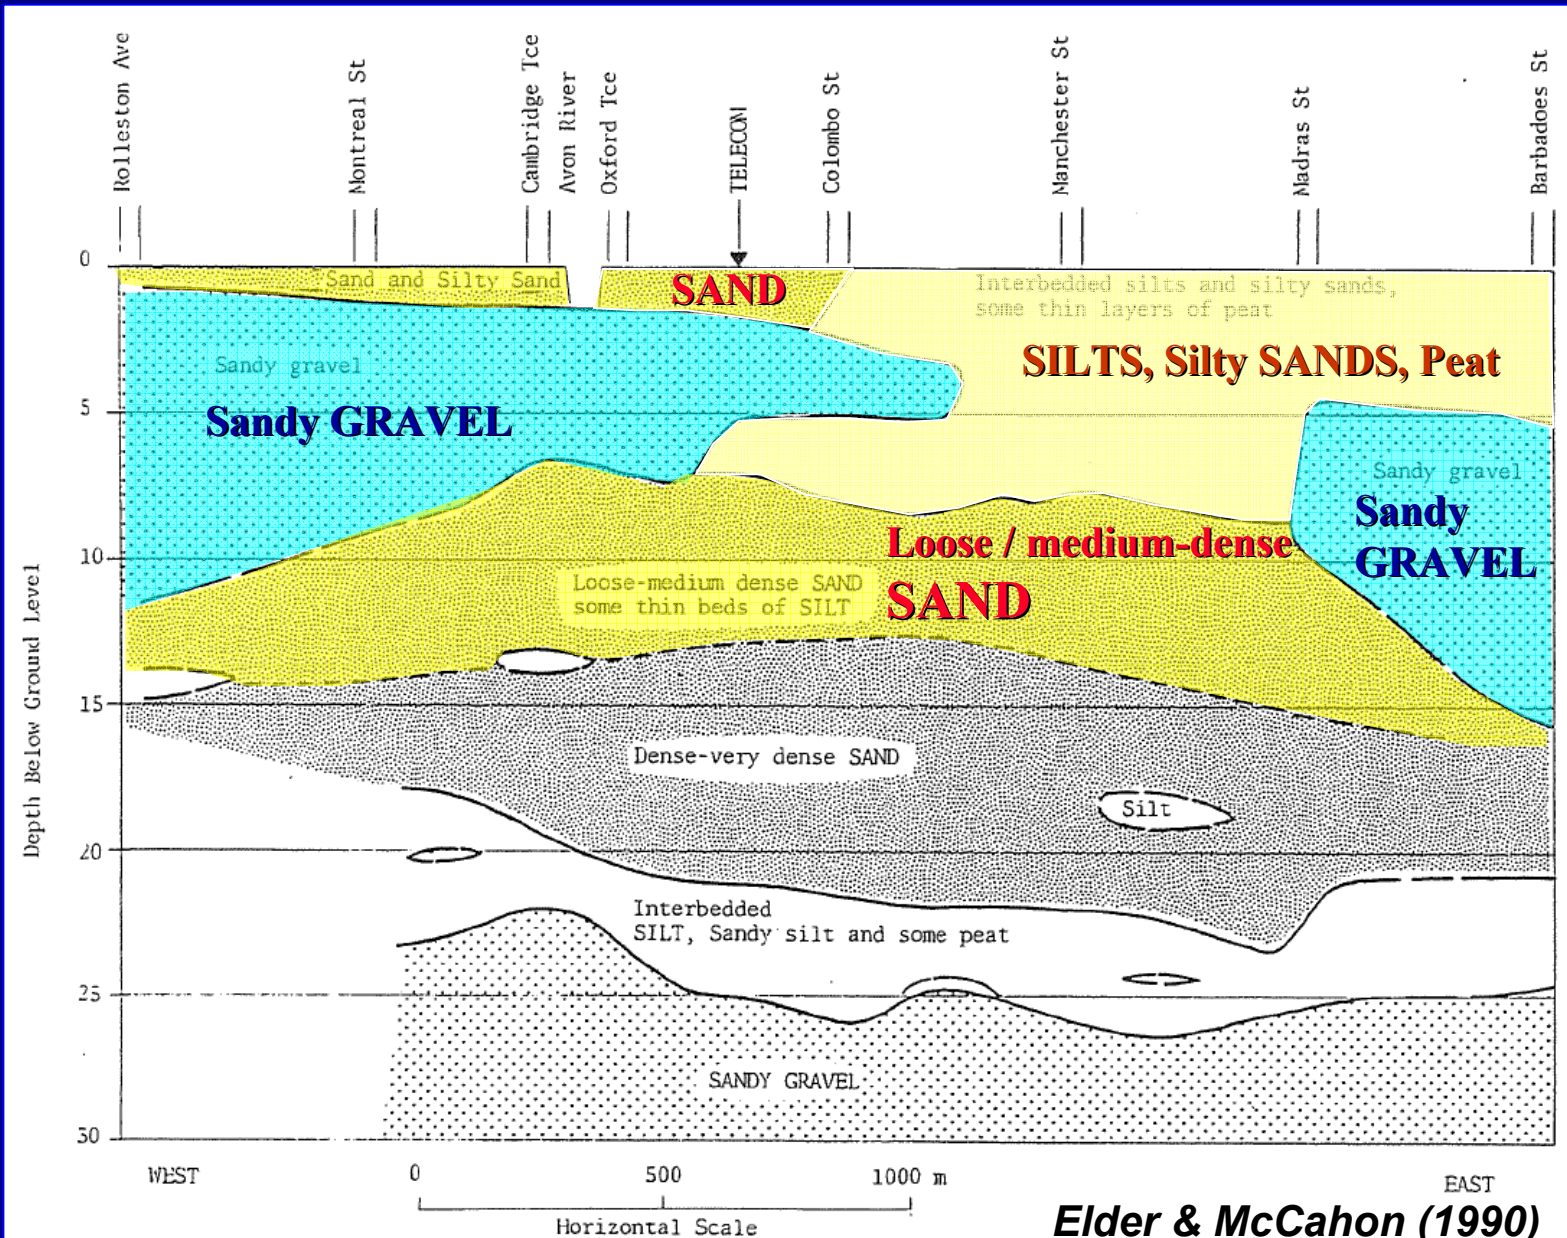 Rolleston Ave
Montreal St
Cambridge Tce
Avon River
Oxford Tce
TELECOM
Colombo St
Manchester St
Madras St
Barbadoes St
0
Sand and Silty Sand
SAND
Interbedded silts and silty sands,
some thin layers of peat
SILTS, Silty SANDS, Peat
Sandy gravel
Sandy GRAVEL
5
Sandy gravel
Sandy
GRAVEL
Loose / medium-dense
SAND
10
Loose-medium dense SAND
some thin beds of SILT
Depth Below Ground Level
15
Dense-very dense SAND
Silt
20
Interbedded
SILT, Sandy silt and some peat
25
SANDY GRAVEL
30
WEST
0
500
1000 m
EAST
Horizontal Scale
Elder & McCahon (1990)